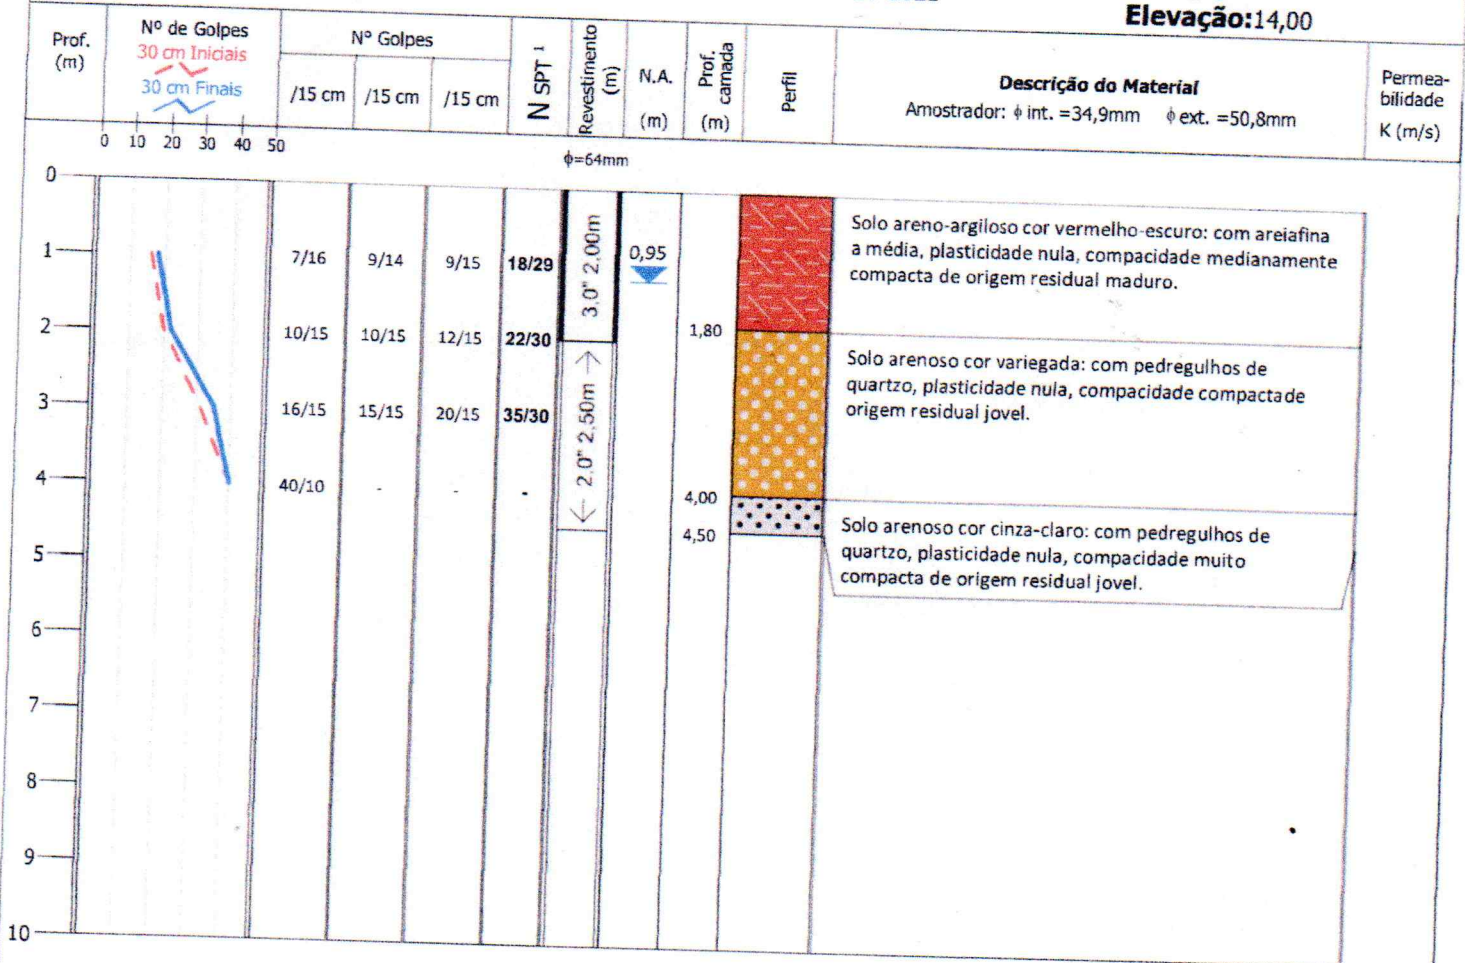 Elevação:14,00
Prof.
(m)
Nº de Golpes
30 cm Iniciais
30 cm Finais
0 10 20 30 40 50
Nº Golpes
/15 cm /15 cm /15 cm
N SPT ¹
Revestimento
(m)
N.A.
(m)
Prof.
camada
(m)
Perfil
Descrição do Material
Amostrador: ϕ int. =34,9mm ϕ ext. =50,8mm
Permea-
bilidade
K (m/s)
ϕ=64mm
0
1
7/16 9/14 9/15 18/29
2
10/15 10/15 12/15 22/30
3
16/15 15/15 20/15 35/30
4
40/10 - - -
5
6
7
8
9
10
3.0" 2.00m
2.0" 2.50m
0,95
1,80
4,00
4,50
Solo areno-argiloso cor vermelho-escuro: com areiafina
a média, plasticidade nula, compacidade medianamente
compacta de origem residual maduro.
Solo arenoso cor variegada: com pedregulhos de
quartzo, plasticidade nula, compacidade compactade
origem residual jovel.
Solo arenoso cor cinza-claro: com pedregulhos de
quartzo, plasticidade nula, compacidade muito
compacta de origem residual jovel.